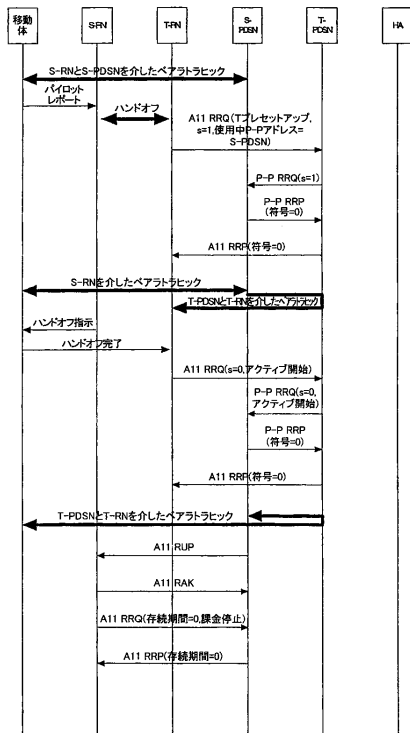 移動
体
S-RN
T-RN
S-
PDSN
T-
PDSN
HA
S-RNとS-PDSNを介したベアラトラヒック
パイロット
レポート
ハンドオフ
A11 RRQ(Tプレセットアップ,
s=1,使用中P-Pアドレス=
S-PDSN)
P-P RRQ(s=1)
P-P RRP
(符号=0)
A11 RRP(符号=0)
S-RNを介したベアラトラヒック
T-PDSNとT-RNを介したベアラトラヒック
ハンドオフ指示
ハンドオフ完了
A11 RRQ(s=0,アクティブ開始)
P-P RRQ(s=0,
アクティブ開始)
P-P RRP
(符号=0)
A11 RRP(符号=0)
T-PDSNとT-RNを介したベアラトラヒック
A11 RUP
A11 RAK
A11 RRQ(存続期間=0,課金停止)
A11 RRP(存続期間=0)